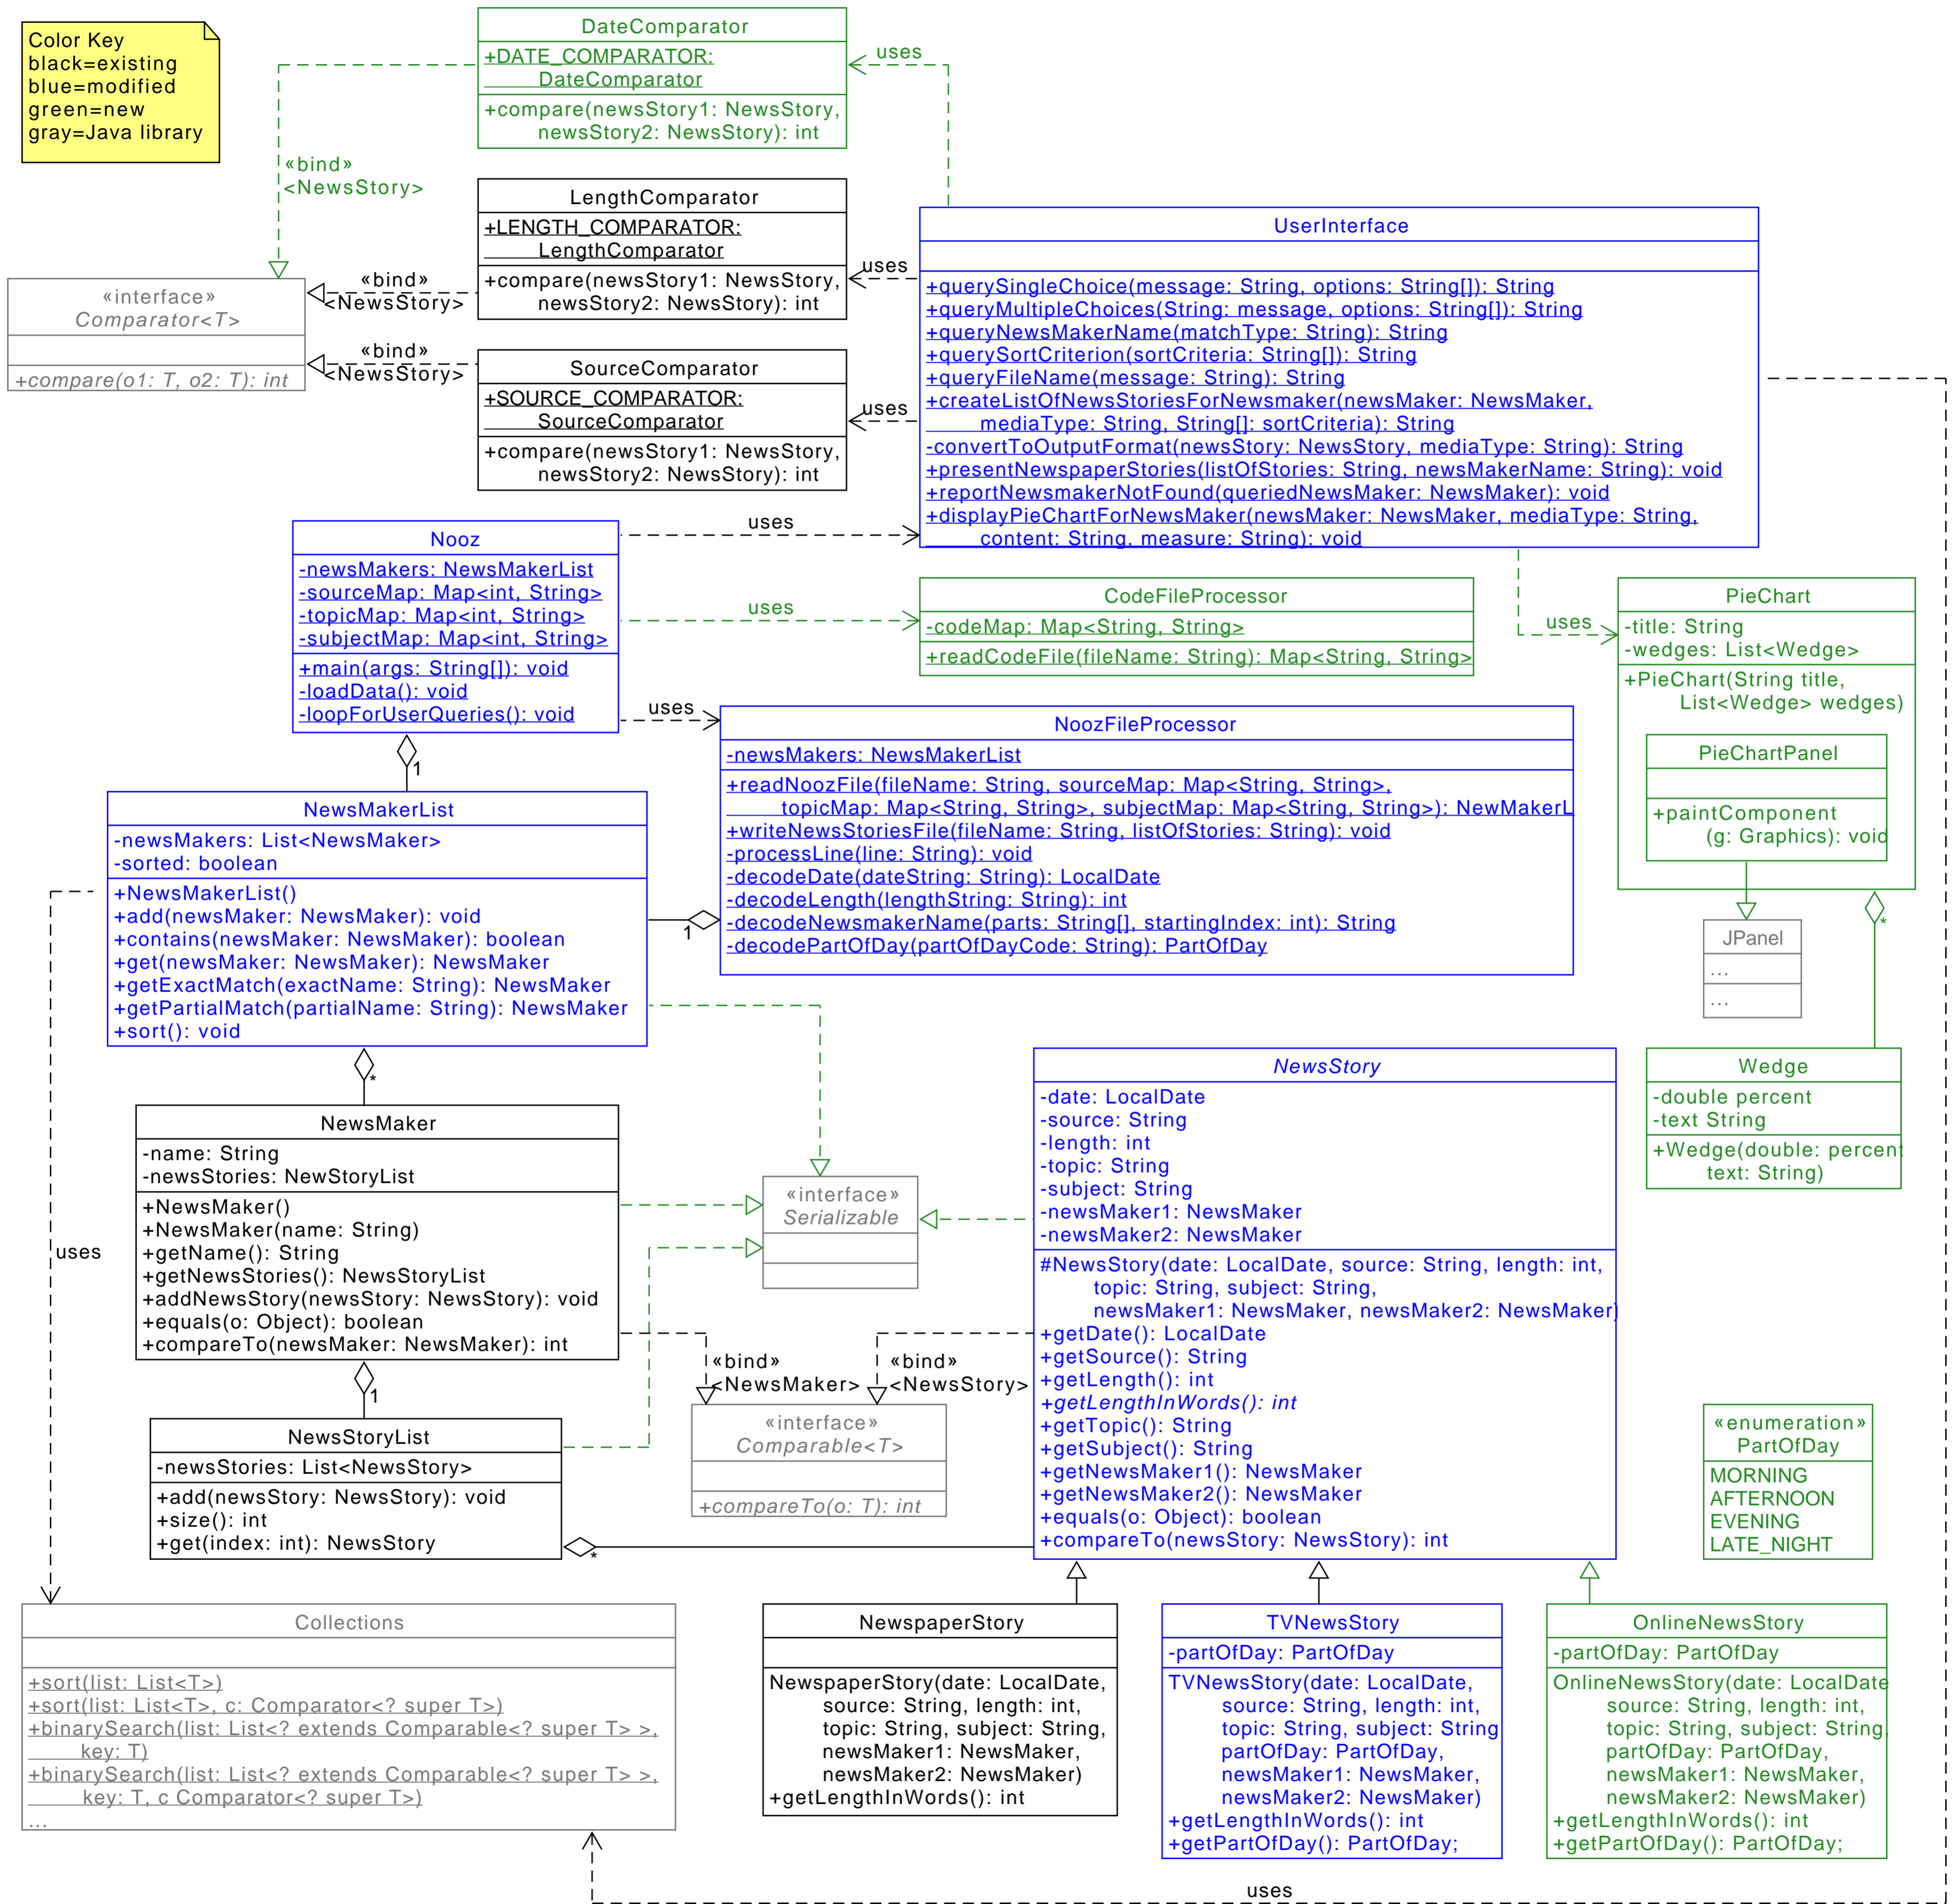 Color Key
black=existing
blue=modified
green=new
gray=Java library
DateComparator
+DATE_COMPARATOR:
DateComparator
+compare(newsStory1: NewsStory,
newsStory2: NewsStory): int
uses
«bind»
<NewsStory>
LengthComparator
+LENGTH_COMPARATOR:
LengthComparator
+compare(newsStory1: NewsStory,
newsStory2: NewsStory): int
uses
«bind»
<NewsStory>
«interface»
Comparator<T>
+compare(o1: T, o2: T): int
«bind»
<NewsStory>
SourceComparator
+SOURCE_COMPARATOR:
SourceComparator
+compare(newsStory1: NewsStory,
newsStory2: NewsStory): int
uses
UserInterface
+querySingleChoice(message: String, options: String[]): String
+queryMultipleChoices(String: message, options: String[]): String
+queryNewsMakerName(matchType: String): String
+querySortCriterion(sortCriteria: String[]): String
+queryFileName(message: String): String
+createListOfNewsStoriesForNewsmaker(newsMaker: NewsMaker,
mediaType: String, String[]: sortCriteria): String
-convertToOutputFormat(newsStory: NewsStory, mediaType: String): String
+presentNewspaperStories(listOfStories: String, newsMakerName: String): void
+reportNewsmakerNotFound(queriedNewsMaker: NewsMaker): void
+displayPieChartForNewsMaker(newsMaker: NewsMaker, mediaType: String,
content: String, measure: String): void
Nooz
-newsMakers: NewsMakerList
-sourceMap: Map<int, String>
-topicMap: Map<int, String>
-subjectMap: Map<int, String>
+main(args: String[]): void
-loadData(): void
-loopForUserQueries(): void
uses
uses
uses
1
CodeFileProcessor
-codeMap: Map<String, String>
+readCodeFile(fileName: String): Map<String, String>
uses
PieChart
-title: String
-wedges: List<Wedge>
+PieChart(String title,
List<Wedge> wedges)
PieChartPanel
+paintComponent
(g: Graphics): void
*
JPanel
...
...
NoozFileProcessor
-newsMakers: NewsMakerList
+readNoozFile(fileName: String, sourceMap: Map<String, String>,
topicMap: Map<String, String>, subjectMap: Map<String, String>): NewMakerL
+writeNewsStoriesFile(fileName: String, listOfStories: String): void
-processLine(line: String): void
-decodeDate(dateString: String): LocalDate
-decodeLength(lengthString: String): int
-decodeNewsmakerName(parts: String[], startingIndex: int): String
-decodePartOfDay(partOfDayCode: String): PartOfDay
1
NewsMakerList
-newsMakers: List<NewsMaker>
-sorted: boolean
+NewsMakerList()
+add(newsMaker: NewsMaker): void
+contains(newsMaker: NewsMaker): boolean
+get(newsMaker: NewsMaker): NewsMaker
+getExactMatch(exactName: String): NewsMaker
+getPartialMatch(partialName: String): NewsMaker
+sort(): void
*
uses
NewsMaker
-name: String
-newsStories: NewStoryList
+NewsMaker()
+NewsMaker(name: String)
+getName(): String
+getNewsStories(): NewsStoryList
+addNewsStory(newsStory: NewsStory): void
+equals(o: Object): boolean
+compareTo(newsMaker: NewsMaker): int
1
«interface»
Serializable
«bind»
<NewsMaker>
«bind»
<NewsStory>
«interface»
Comparable<T>
+compareTo(o: T): int
NewsStoryList
-newsStories: List<NewsStory>
+add(newsStory: NewsStory): void
+size(): int
+get(index: int): NewsStory
*
NewsStory
-date: LocalDate
-source: String
-length: int
-topic: String
-subject: String
-newsMaker1: NewsMaker
-newsMaker2: NewsMaker
#NewsStory(date: LocalDate, source: String, length: int,
topic: String, subject: String,
newsMaker1: NewsMaker, newsMaker2: NewsMaker)
+getDate(): LocalDate
+getSource(): String
+getLength(): int
+getLengthInWords(): int
+getTopic(): String
+getSubject(): String
+getNewsMaker1(): NewsMaker
+getNewsMaker2(): NewsMaker
+equals(o: Object): boolean
+compareTo(newsStory: NewsStory): int
Wedge
-double percent
-text String
+Wedge(double: percent
text: String)
«enumeration»
PartOfDay
MORNING
AFTERNOON
EVENING
LATE_NIGHT
Collections
+sort(list: List<T>)
+sort(list: List<T>, c: Comparator<? super T>)
+binarySearch(list: List<? extends Comparable<? super T> >,
key: T)
+binarySearch(list: List<? extends Comparable<? super T> >,
key: T, c Comparator<? super T>)
...
NewspaperStory
NewspaperStory(date: LocalDate,
source: String, length: int,
topic: String, subject: String,
newsMaker1: NewsMaker,
newsMaker2: NewsMaker)
+getLengthInWords(): int
TVNewsStory
-partOfDay: PartOfDay
TVNewsStory(date: LocalDate,
source: String, length: int,
topic: String, subject: String
partOfDay: PartOfDay,
newsMaker1: NewsMaker,
newsMaker2: NewsMaker)
+getLengthInWords(): int
+getPartOfDay(): PartOfDay;
OnlineNewsStory
-partOfDay: PartOfDay
OnlineNewsStory(date: LocalDate
source: String, length: int,
topic: String, subject: String,
partOfDay: PartOfDay,
newsMaker1: NewsMaker,
newsMaker2: NewsMaker)
+getLengthInWords(): int
+getPartOfDay(): PartOfDay;
uses